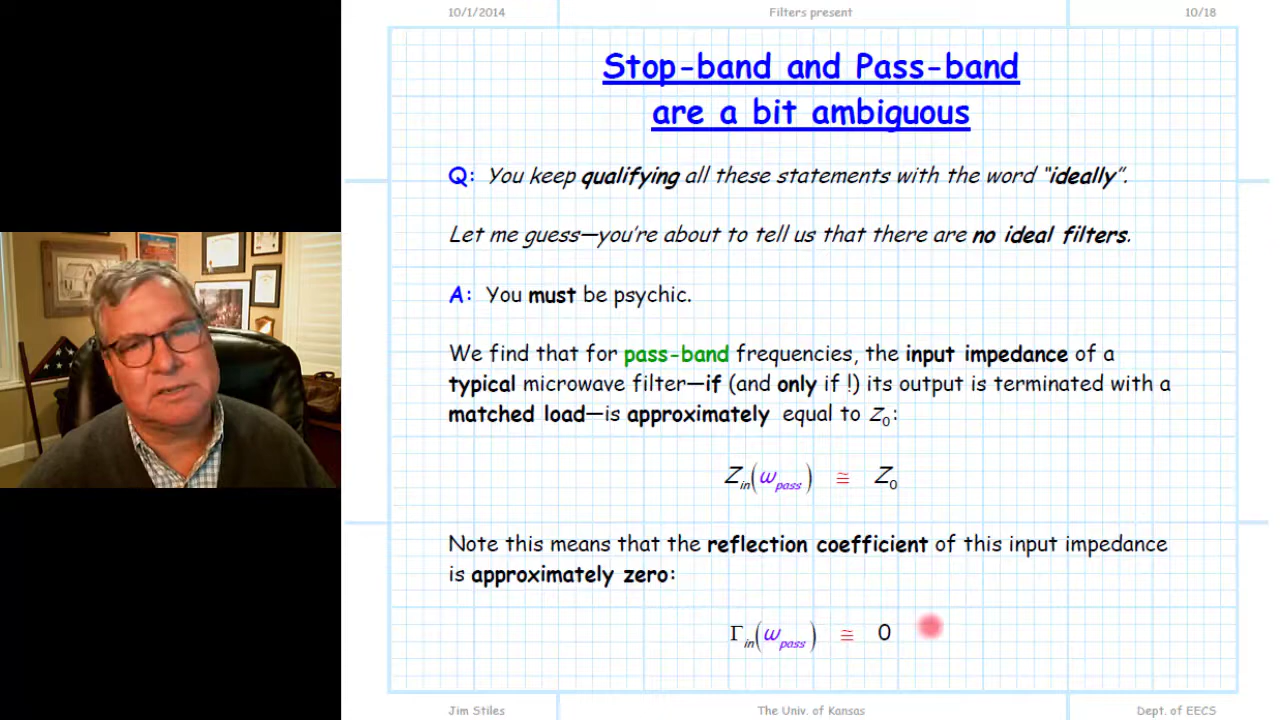 10/1/2014 Filters present 10/18
Stop-band and Pass-band
are a bit ambiguous
Q: You keep qualifying all these statements with the word “ideally”.
Let me guess—you’re about to tell us that there are no ideal filters.
A: You must be psychic.
We find that for pass-band frequencies, the input impedance of a
typical microwave filter—if (and only if !) its output is terminated with a
matched load—is approximately equal to Z₀:
Zᵢₙ(ω_pass) ≅ Z₀
Note this means that the reflection coefficient of this input impedance
is approximately zero:
Γᵢₙ(ω_pass) ≅ 0
Jim Stiles The Univ. of Kansas Dept. of EECS